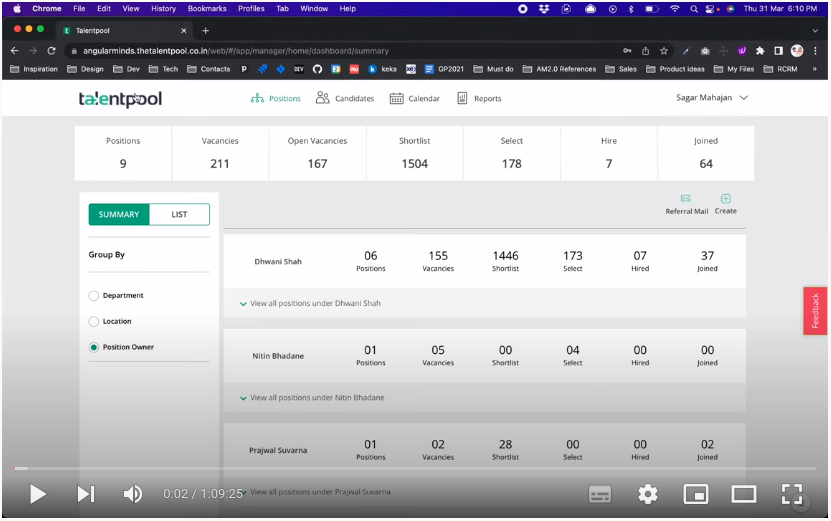 Chrome File Edit View History Bookmarks Profiles Tab Window Help Thu 31 Mar 6:10 PM
Talentpool
angularminds.thetalentpool.co.in/web/#/app/manager/home/dashboard/summary
Inspiration Design Dev Tech Contacts P DEV keka GP2021 Must do AM2.0 References Sales Product ideas My Files RCRM »
talentpool Positions Candidates Calendar Reports Sagar Mahajan
Positions Vacancies Open Vacancies Shortlist Select Hire Joined
9 211 167 1504 178 7 64
SUMMARY LIST
Referral Mail Create
Group By
Department
Location
Position Owner
Dhwani Shah 06 155 1446 173 07 37
Positions Vacancies Shortlist Select Hired Joined
View all positions under Dhwani Shah
Nitin Bhadane 01 05 00 04 00 00
Positions Vacancies Shortlist Select Hired Joined
View all positions under Nitin Bhadane
Prajwal Suvarna 01 02 28 00 00 02
Positions Vacancies Shortlist Select Hired Joined
View all positions under Prajwal Suvarna
Feedback
0:02 / 1:09:25